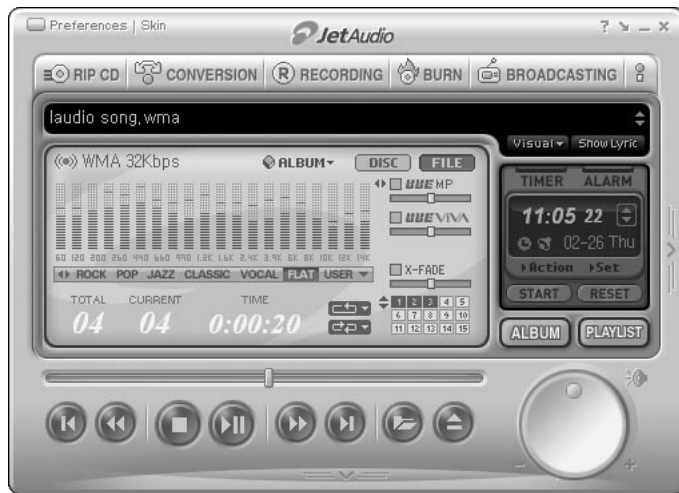 Preferences | Skin
JetAudio
RIP CD CONVERSION RECORDING BURN BROADCASTING
laudio song.wma
Visual Show Lyric
WMA 32Kbps ALBUM DISC FILE
BBE MP
BBE VIVA
60 120 200 260 440 660 990 1.2K 1.6K 2.4K 3.9K 6K 8K 10K 12K 14K
ROCK POP JAZZ CLASSIC VOCAL FLAT USER
X-FADE
TOTAL CURRENT TIME
04 04 0:00:20
1 2 3 4 5
6 7 8 9 10
11 12 13 14 15
TIMER ALARM
11:05 22
02-26 Thu
Action Set
START RESET
ALBUM PLAYLIST